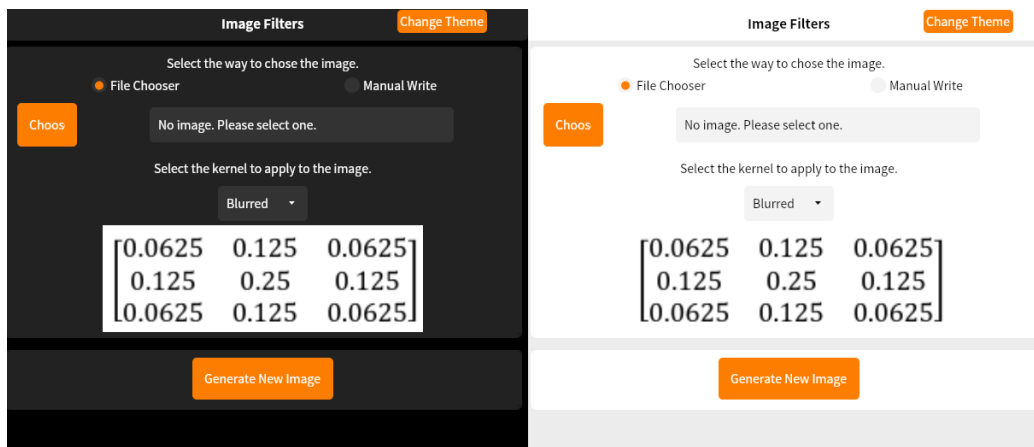 Image Filters
Change Theme
Select the way to chose the image.
File Chooser
Manual Write
Choos
No image. Please select one.
Select the kernel to apply to the image.
Blurred
0.0625 0.125 0.0625
0.125 0.25 0.125
0.0625 0.125 0.0625
Generate New Image
Image Filters
Change Theme
Select the way to chose the image.
File Chooser
Manual Write
Choos
No image. Please select one.
Select the kernel to apply to the image.
Blurred
0.0625 0.125 0.0625
0.125 0.25 0.125
0.0625 0.125 0.0625
Generate New Image